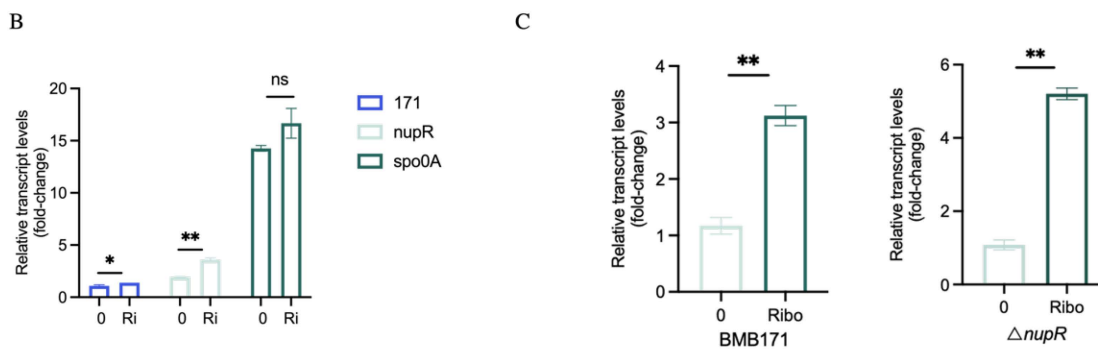 B
Relative transcript levels
(fold-change)
20
15
10
5
0
*
**
ns
0 Ri 0 Ri 0 Ri
171
nupR
spo0A
C
Relative transcript levels
(fold-change)
4
3
2
1
0
**
0 Ribo
BMB171
Relative transcript levels
(fold-change)
6
4
2
0
**
0 Ribo
△nupR